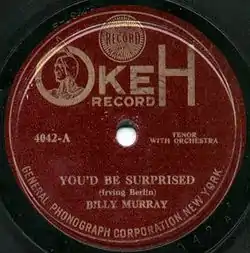 RECORD
OKEH
RECORD
4042-A
TENOR
WITH ORCHESTRA
YOU'D BE SURPRISED
(Irving Berlin)
BILLY MURRAY
GENERAL PHONOGRAPH CORPORATION, NEW YORK